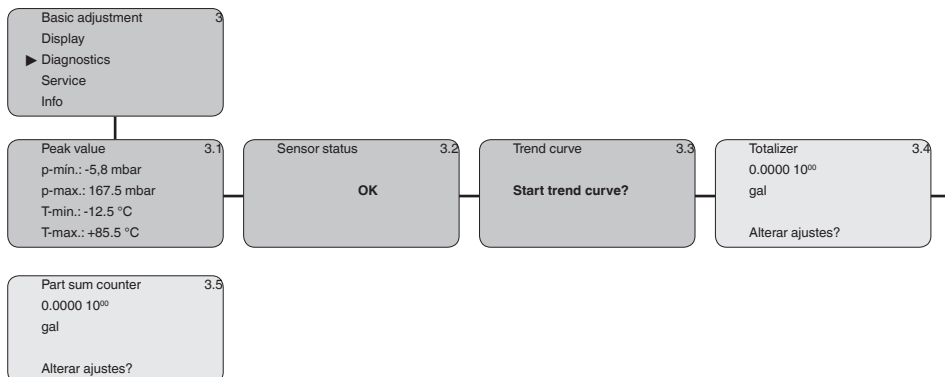 Basic adjustment 3
Display
▶ Diagnostics
Service
Info
Peak value 3.1
p-mín.: -5,8 mbar
p-max.: 167.5 mbar
T-min.: -12.5 °C
T-max.: +85.5 °C
Sensor status 3.2
OK
Trend curve 3.3
Start trend curve?
Totalizer 3.4
0.0000 10⁰⁰
gal
Alterar ajustes?
Part sum counter 3.5
0.0000 10⁰⁰
gal
Alterar ajustes?